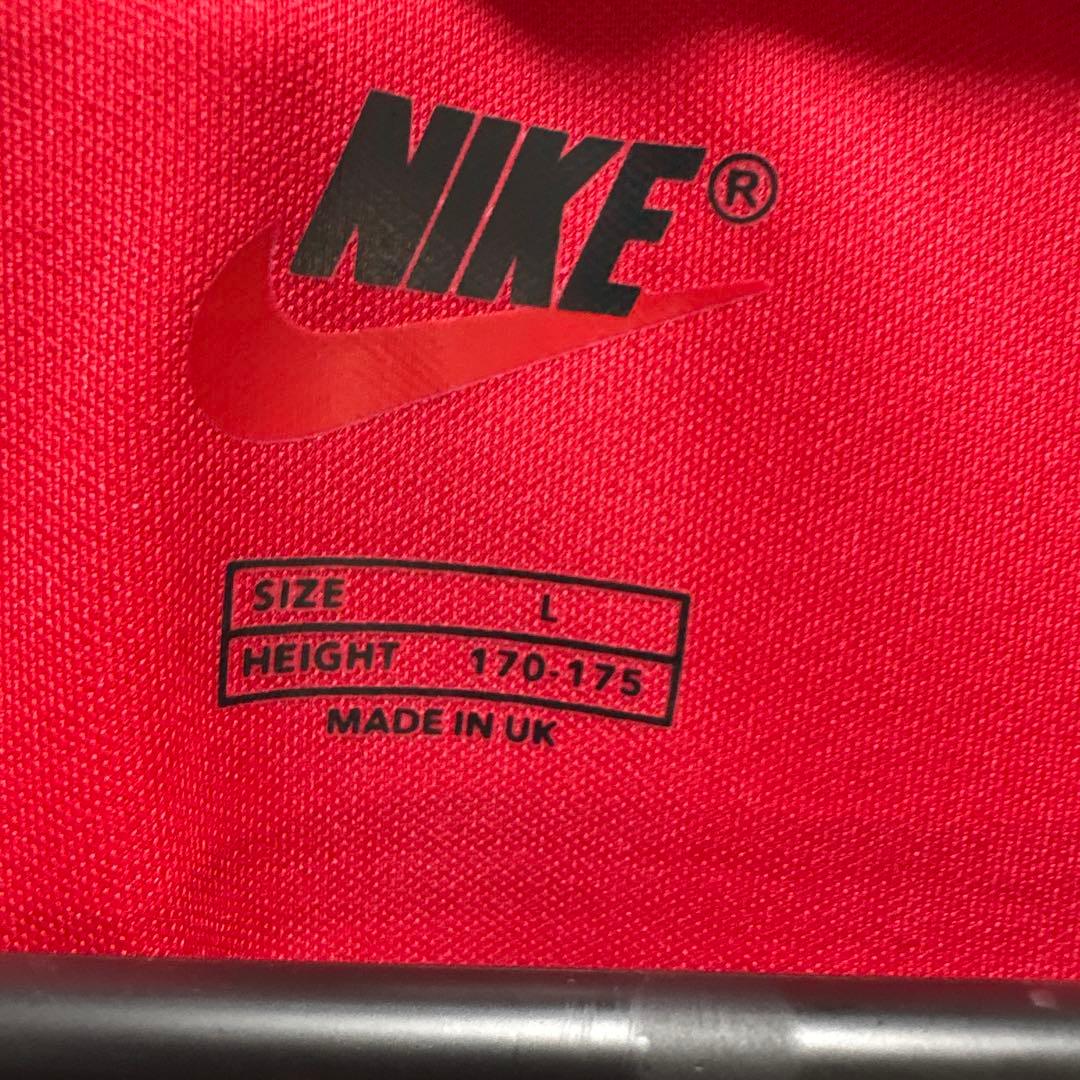 NIKE®
SIZE L
HEIGHT 170-175
MADE IN UK